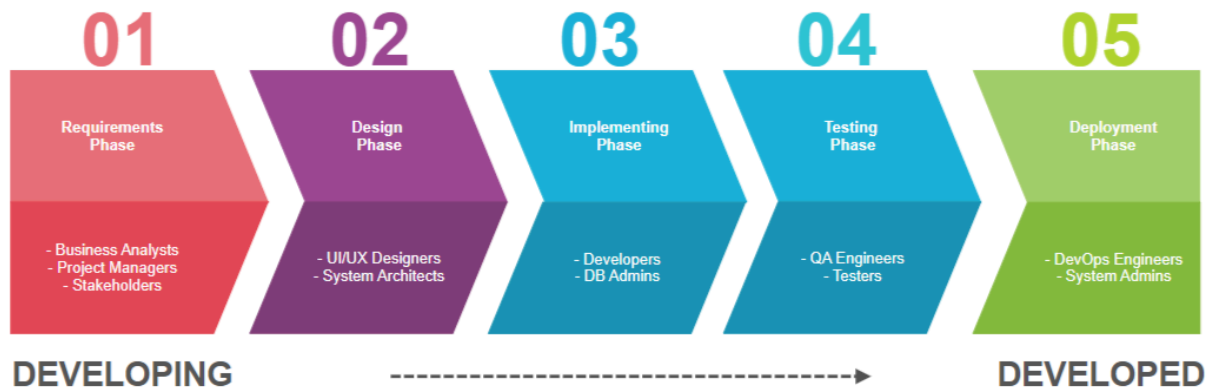 01
02
03
04
05
Requirements
Phase
Design
Phase
Implementing
Phase
Testing
Phase
Deployment
Phase
- Business Analysts
- Project Managers
- Stakeholders
- UI/UX Designers
- System Architects
- Developers
- DB Admins
- QA Engineers
- Testers
- DevOps Engineers
- System Admins
DEVELOPING
DEVELOPED